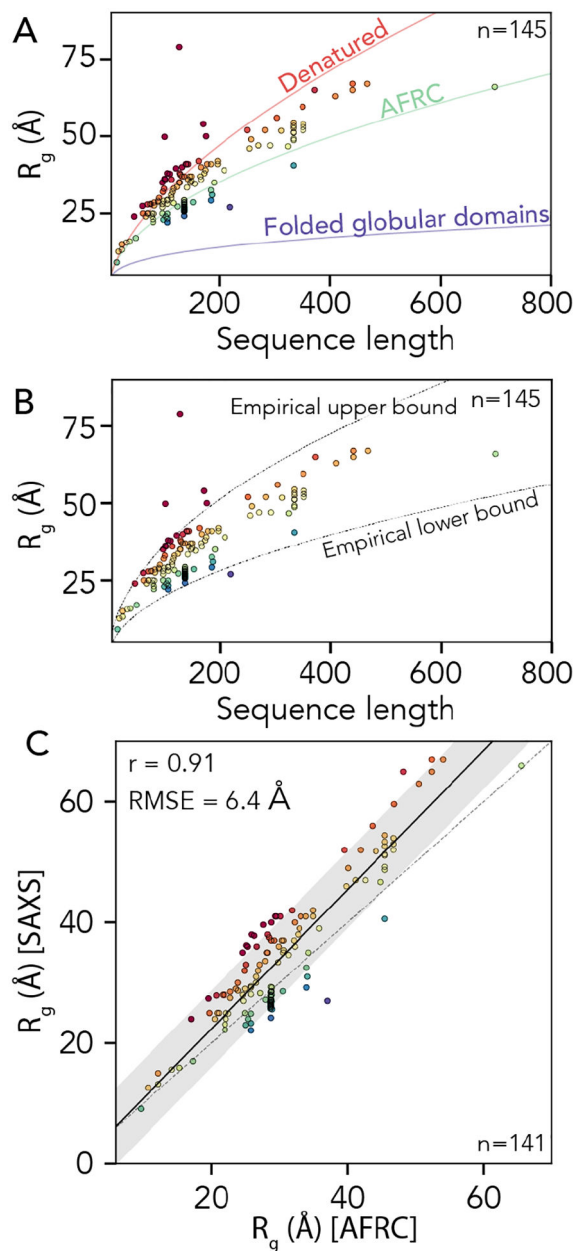 A
n=145
Denatured
AFRC
Folded globular domains
75
50
25
Rg (Å)
200 400 600 800
Sequence length
B
n=145
Empirical upper bound
Empirical lower bound
75
50
25
Rg (Å)
200 400 600 800
Sequence length
C
r = 0.91
RMSE = 6.4 Å
60
40
20
0
Rg (Å) [SAXS]
n=141
20 40 60
Rg (Å) [AFRC]